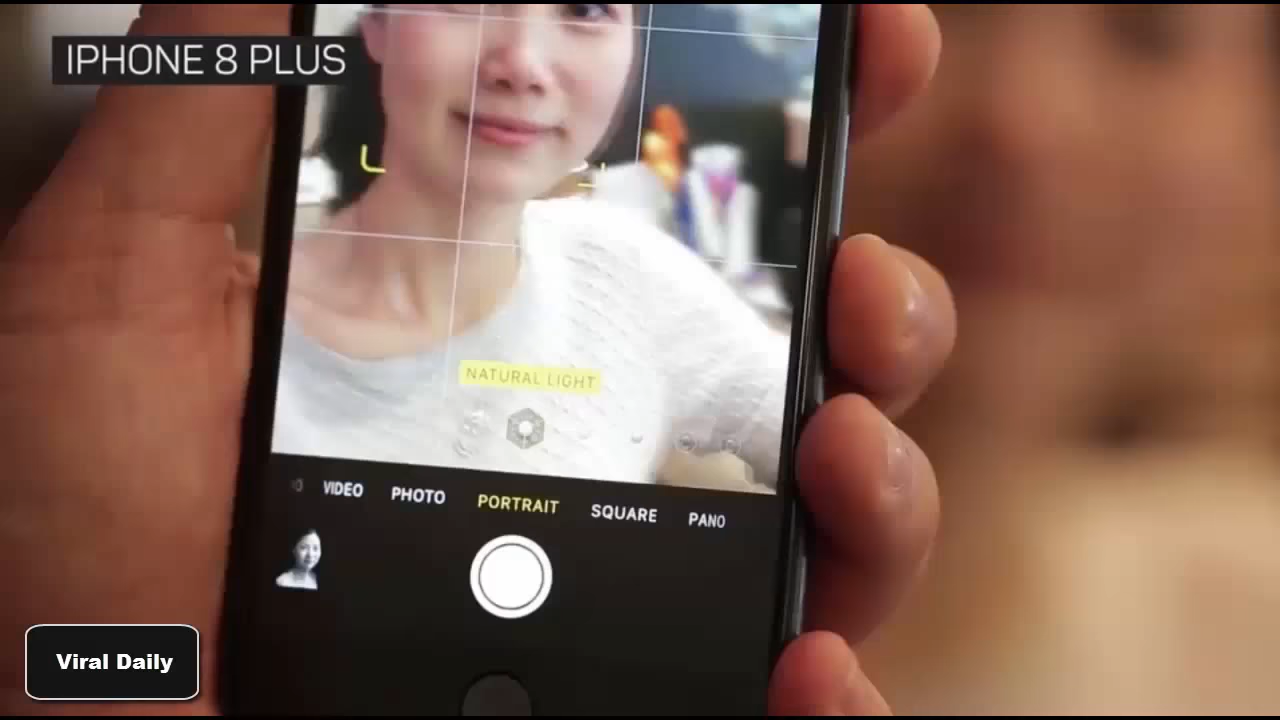 IPHONE 8 PLUS
NATURAL LIGHT
VIDEO PHOTO PORTRAIT SQUARE PANO
Viral Daily